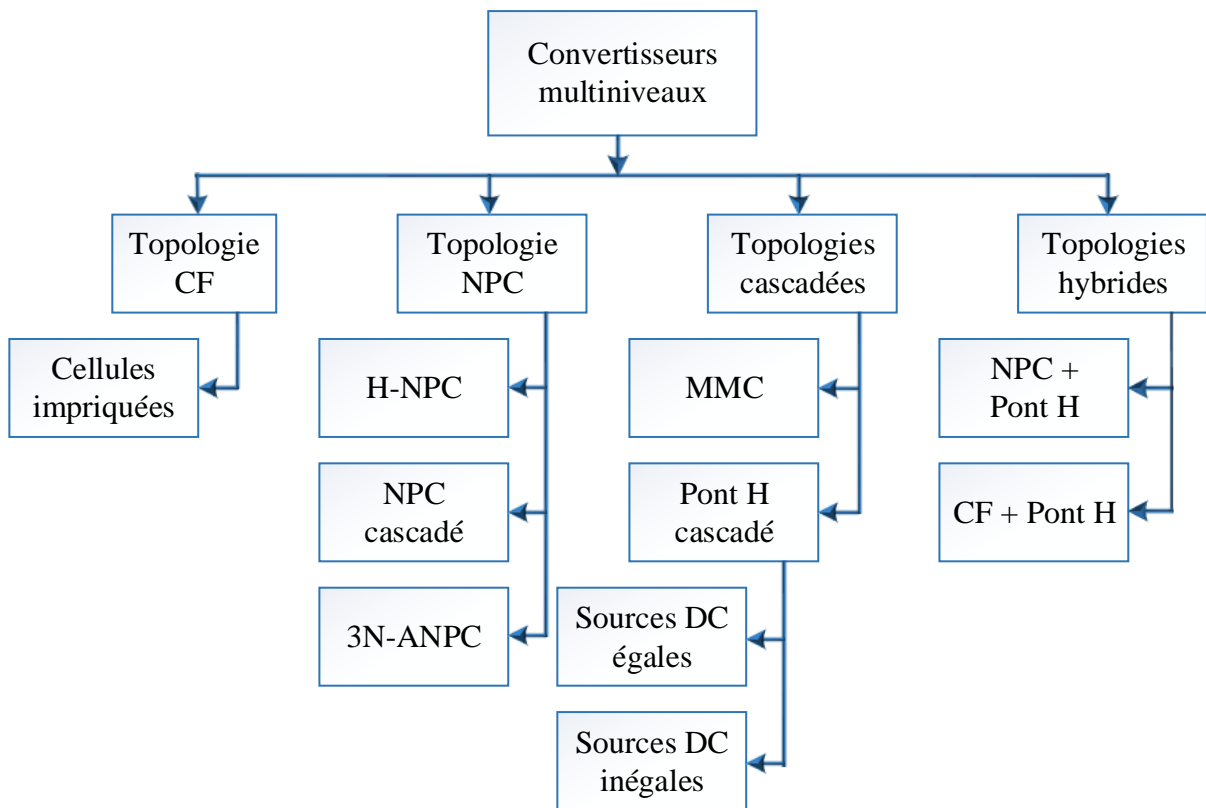 Convertisseurs
multiniveaux
Topologie
CF
Topologie
NPC
Topologies
cascadées
Topologies
hybrides
Cellules
impriquées
H-NPC
MMC
NPC +
Pont H
NPC
cascadé
Pont H
cascadé
CF + Pont H
3N-ANPC
Sources DC
égales
Sources DC
inégales